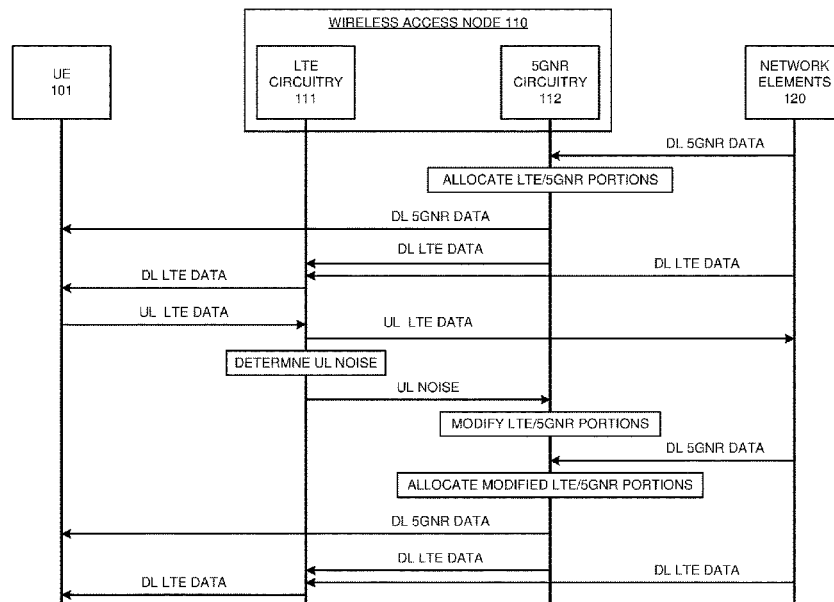 WIRELESS ACCESS NODE 110
UE
101
LTE
CIRCUITRY
111
5GNR
CIRCUITRY
112
NETWORK
ELEMENTS
120
DL 5GNR DATA
ALLOCATE LTE/5GNR PORTIONS
DL 5GNR DATA
DL LTE DATA
DL LTE DATA
DL LTE DATA
UL LTE DATA
UL LTE DATA
DETERMNE UL NOISE
UL NOISE
MODIFY LTE/5GNR PORTIONS
DL 5GNR DATA
ALLOCATE MODIFIED LTE/5GNR PORTIONS
DL 5GNR DATA
DL LTE DATA
DL LTE DATA
DL LTE DATA